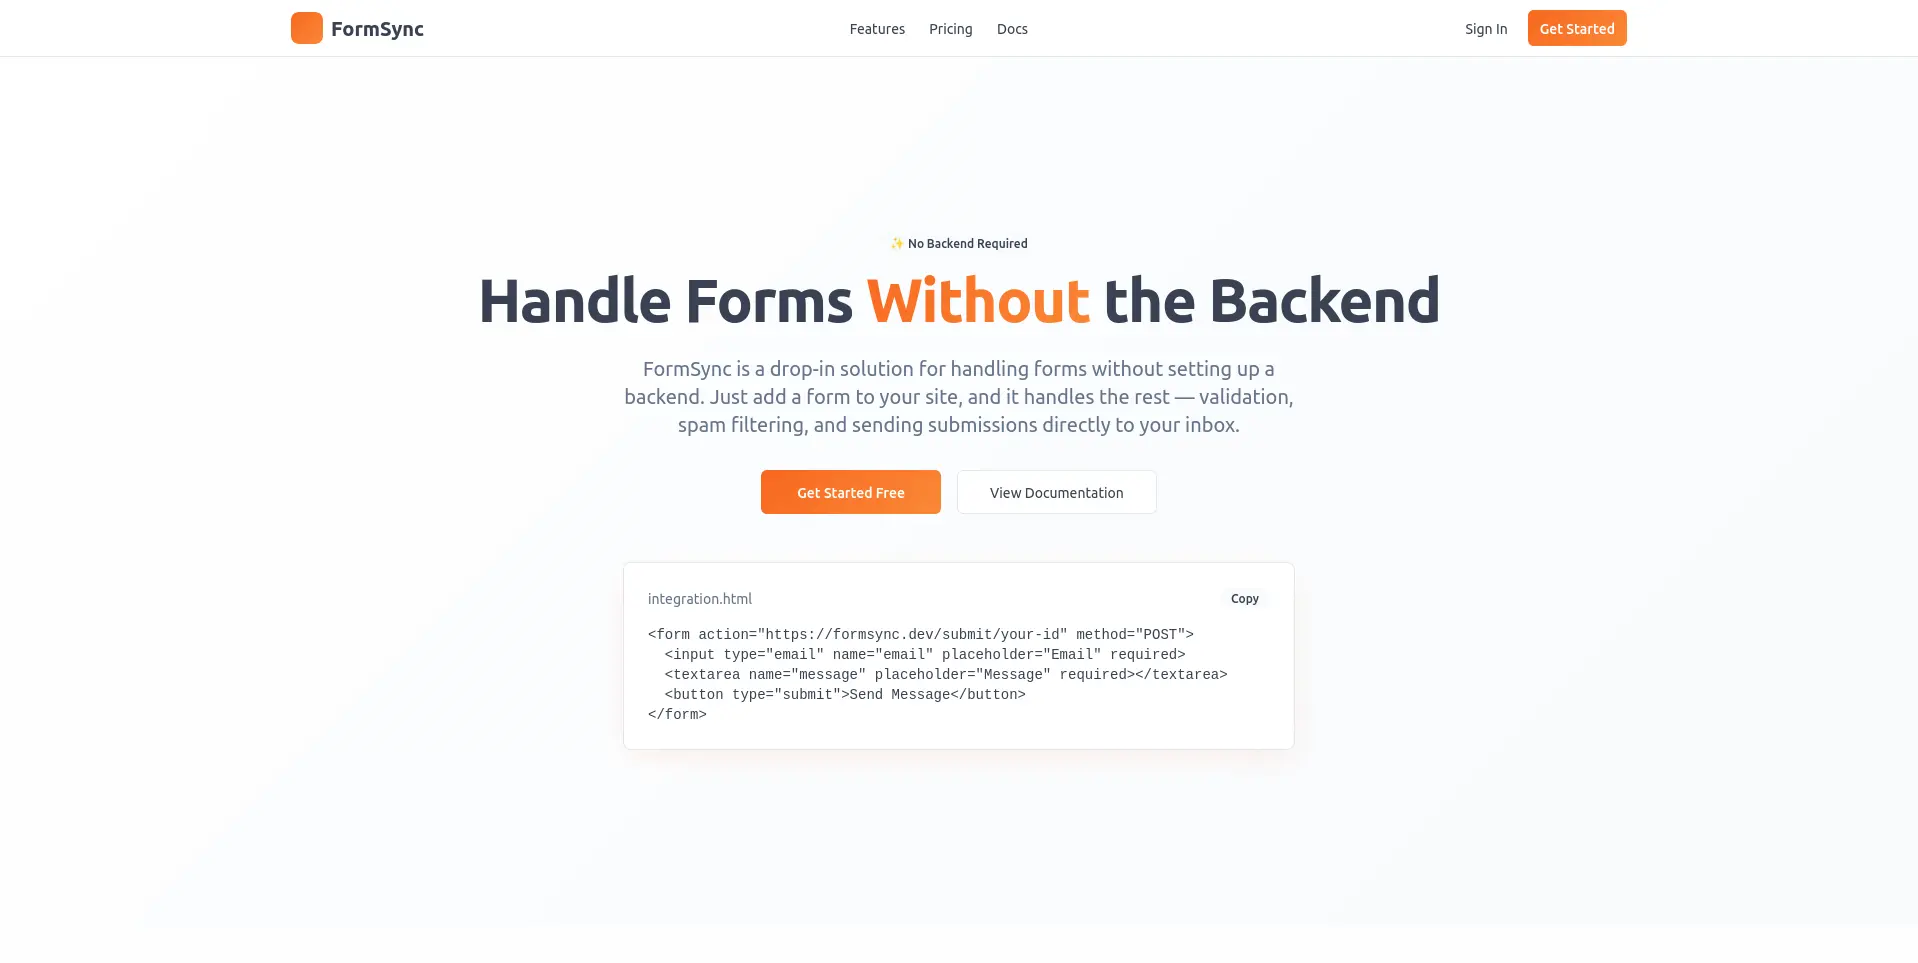 FormSync
Features
Pricing
Docs
Sign In
Get Started
✨ No Backend Required
Handle Forms Without the Backend
FormSync is a drop-in solution for handling forms without setting up a
backend. Just add a form to your site, and it handles the rest — validation,
spam filtering, and sending submissions directly to your inbox.
Get Started Free
View Documentation
integration.html
Copy
<form action="https://formsync.dev/submit/your-id" method="POST">
  <input type="email" name="email" placeholder="Email" required>
  <textarea name="message" placeholder="Message" required></textarea>
  <button type="submit">Send Message</button>
</form>